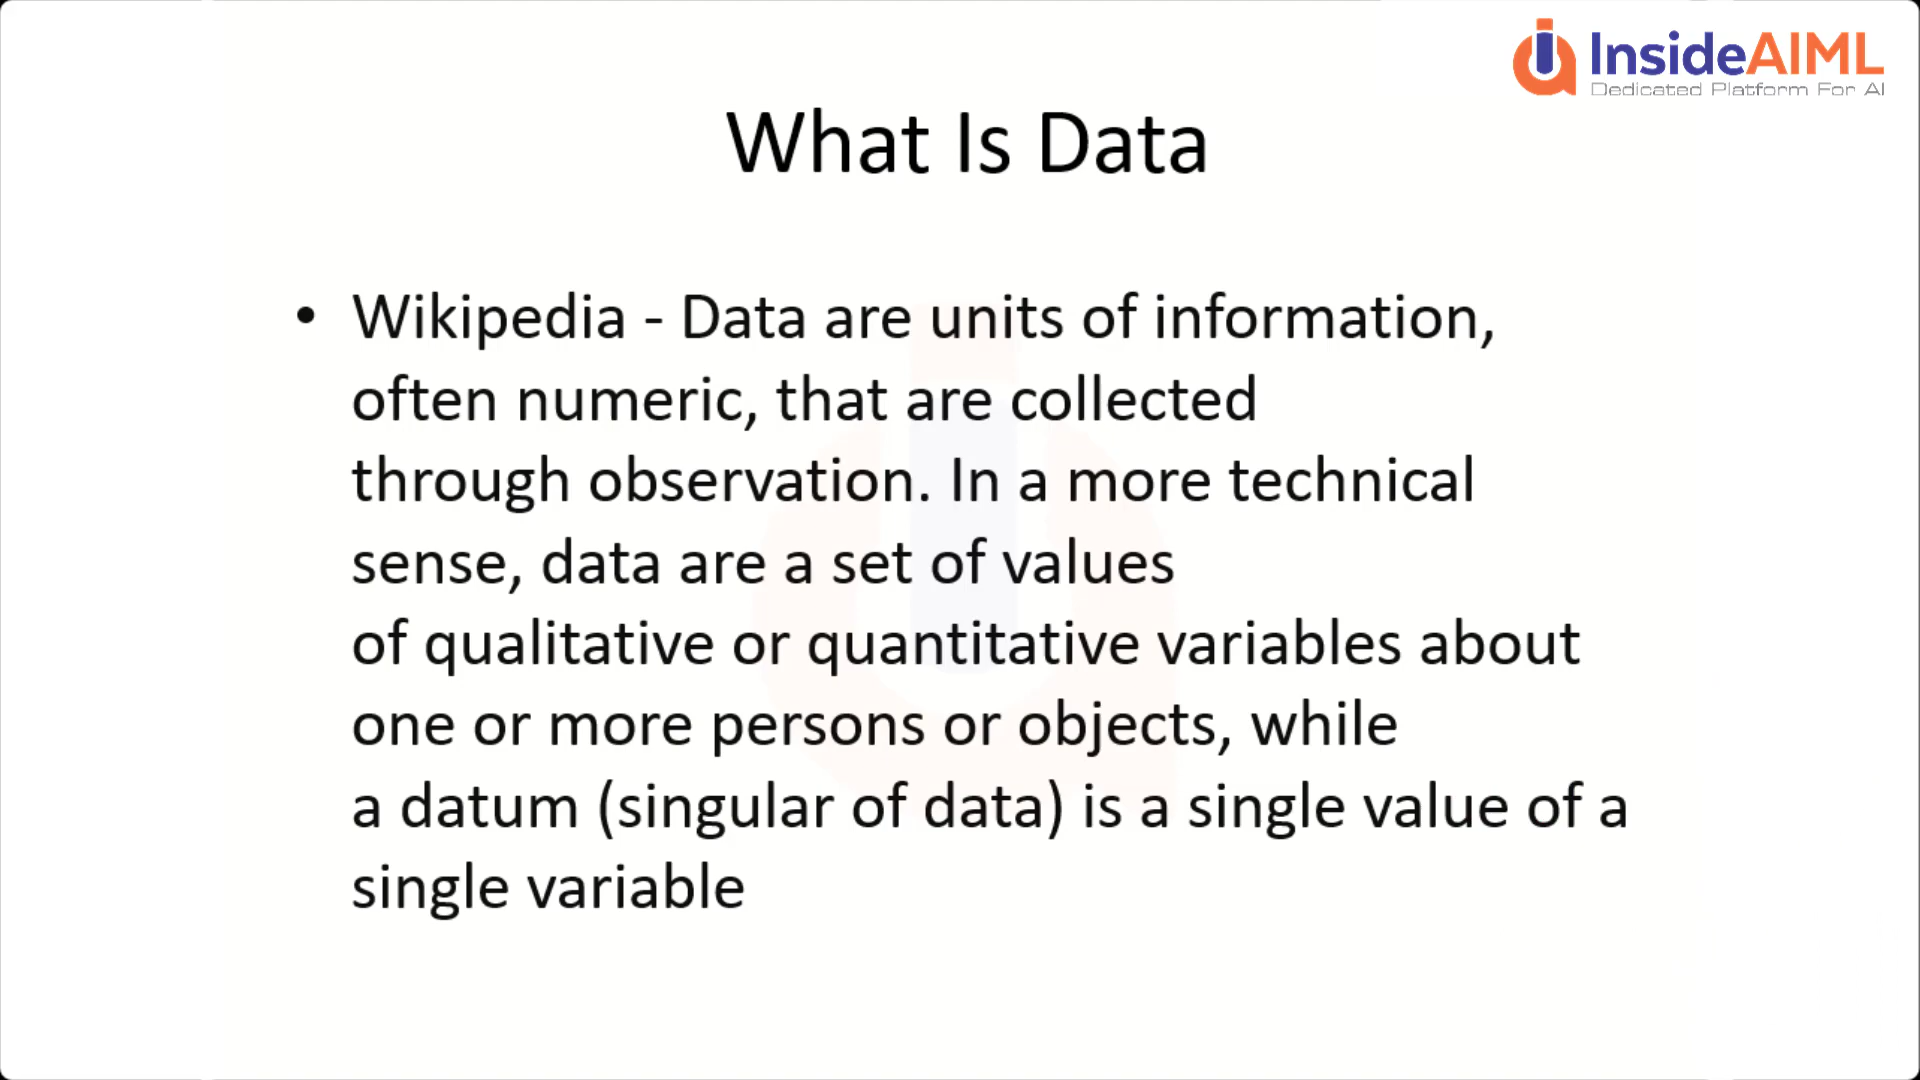 InsideAIML
Dedicated Platform For AI
What Is Data
• Wikipedia - Data are units of information,
often numeric, that are collected
through observation. In a more technical
sense, data are a set of values
of qualitative or quantitative variables about
one or more persons or objects, while
a datum (singular of data) is a single value of a
single variable